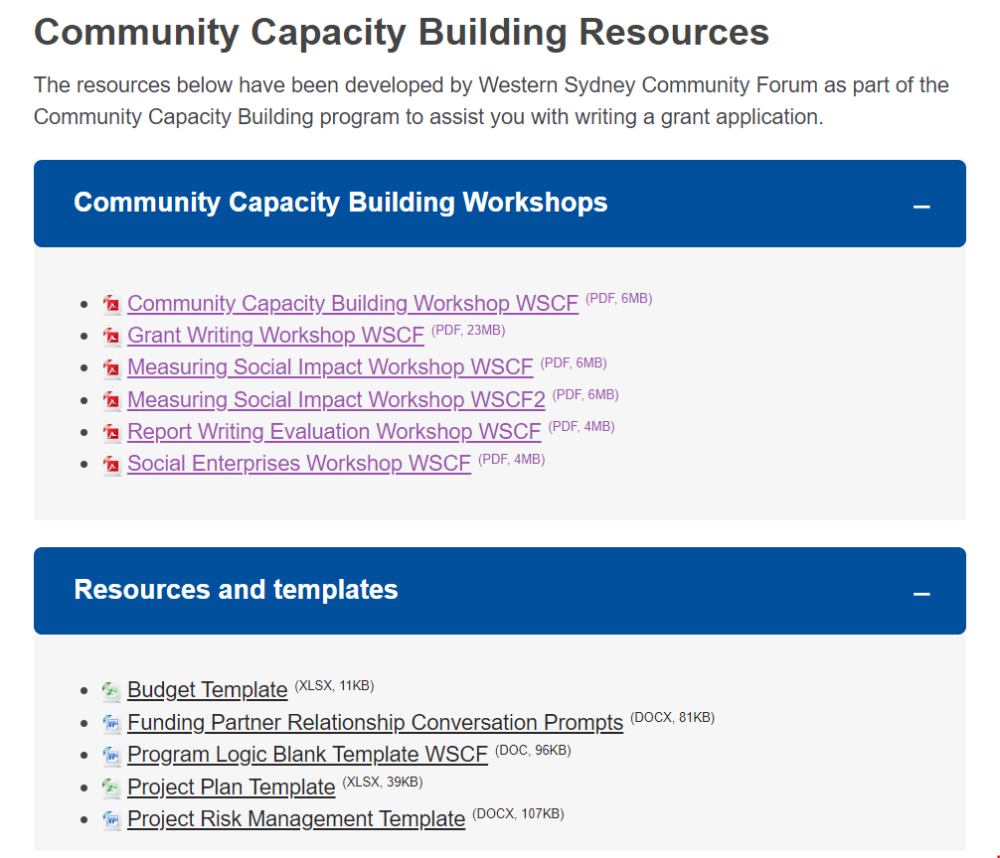 Community Capacity Building Resources
The resources below have been developed by Western Sydney Community Forum as part of the
Community Capacity Building program to assist you with writing a grant application.
Community Capacity Building Workshops
Community Capacity Building Workshop WSCF (PDF, 6MB)
Grant Writing Workshop WSCF (PDF, 23MB)
Measuring Social Impact Workshop WSCF (PDF, 6MB)
Measuring Social Impact Workshop WSCF2 (PDF, 6MB)
Report Writing Evaluation Workshop WSCF (PDF, 4MB)
Social Enterprises Workshop WSCF (PDF, 4MB)
Resources and templates
Budget Template (XLSX, 11KB)
Funding Partner Relationship Conversation Prompts (DOCX, 81KB)
Program Logic Blank Template WSCF (DOC, 96KB)
Project Plan Template (XLSX, 39KB)
Project Risk Management Template (DOCX, 107KB)